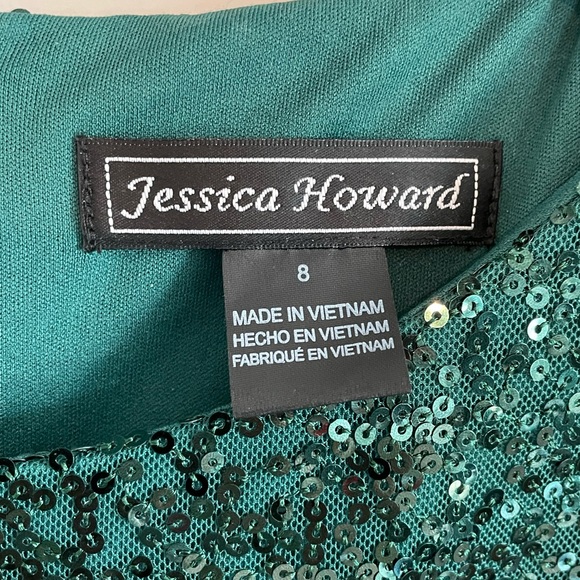 Jessica Howard
8
MADE IN VIETNAM
HECHO EN VIETNAM
FABRIQUÉ EN VIETNAM